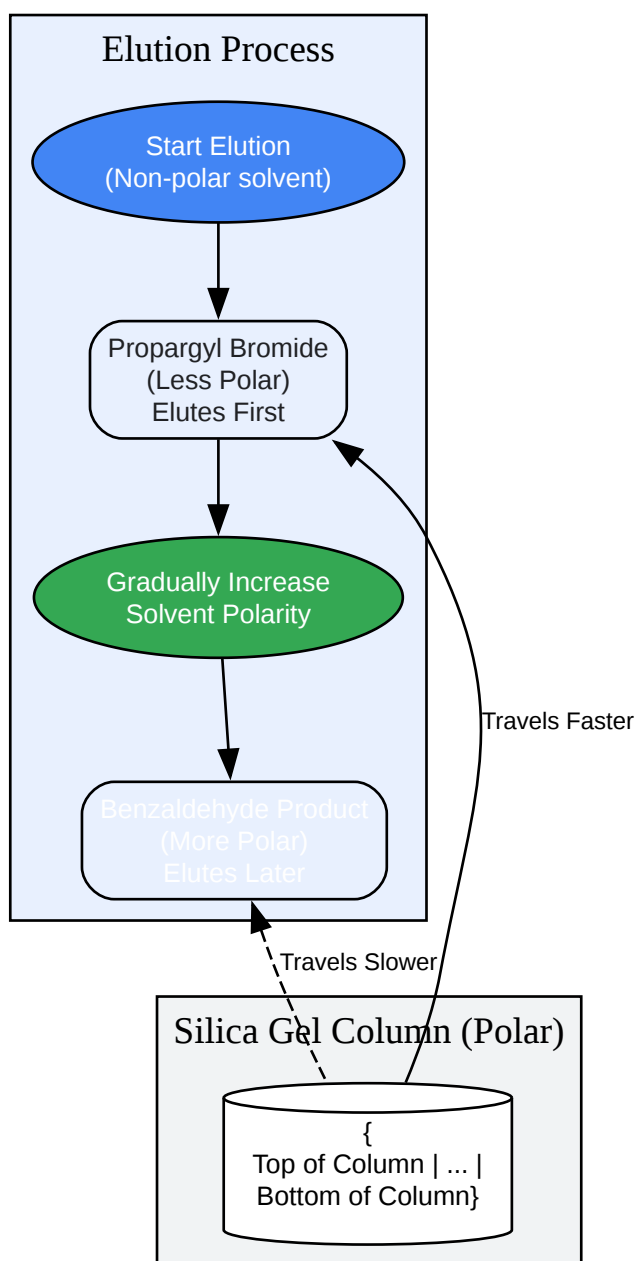 Elution Process
Start Elution
(Non-polar solvent)
Propargyl Bromide
(Less Polar)
Elutes First
Gradually Increase
Solvent Polarity
Travels Faster
Benzaldehyde Product
(More Polar)
Elutes Later
Travels Slower
Silica Gel Column (Polar)
{
Top of Column | ... |
Bottom of Column}